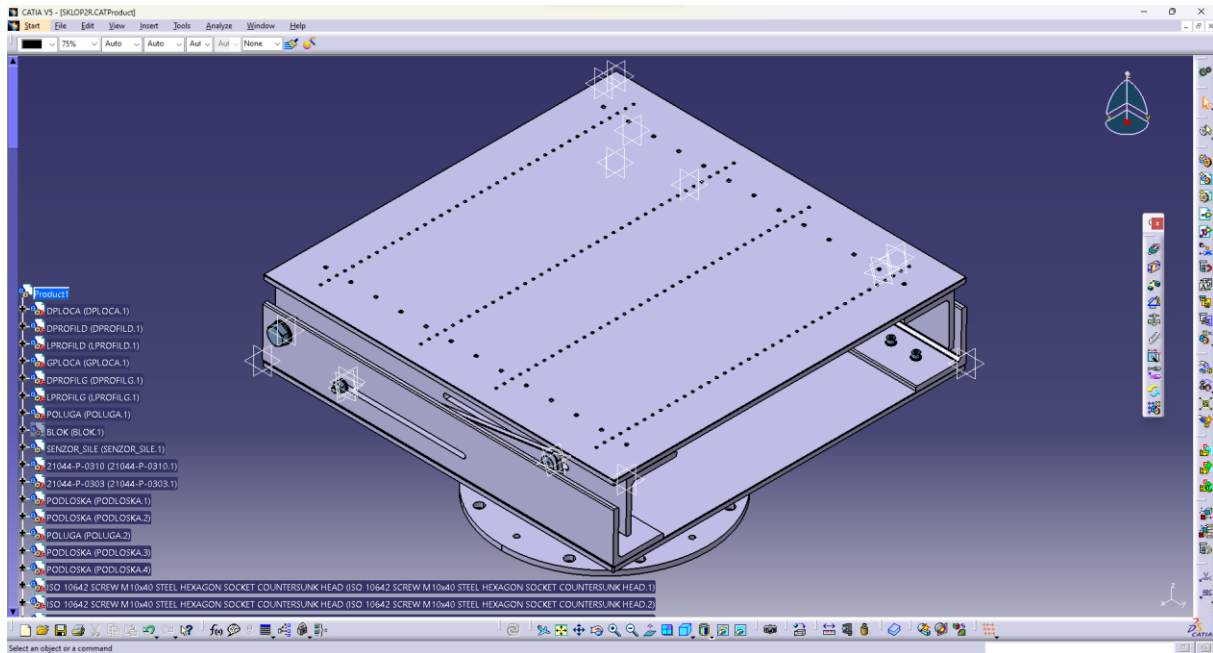 CATIA V5 - [SKLOP2R.CATProduct]
Start File Edit View Insert Tools Analyze Window Help
75% Auto Auto Aut Aut None
Product1
DPLOCA (DPLOCA.1)
DPROFILD (DPROFILD.1)
LPROFILD (LPROFILD.1)
GPLOCA (GPLOCA.1)
DPROFILG (DPROFILG.1)
LPROFILG (LPROFILG.1)
POLUGA (POLUGA.1)
BLOK (BLOK.1)
SENZOR_SILE (SENZOR_SILE.1)
21044-P-0310 (21044-P-0310.1)
21044-P-0303 (21044-P-0303.1)
PODLOSKA (PODLOSKA.1)
PODLOSKA (PODLOSKA.2)
POLUGA (POLUGA.2)
PODLOSKA (PODLOSKA.3)
PODLOSKA (PODLOSKA.4)
ISO 10642 SCREW M10x40 STEEL HEXAGON SOCKET COUNTERSUNK HEAD (ISO 10642 SCREW M10x40 STEEL HEXAGON SOCKET COUNTERSUNK HEAD.1)
ISO 10642 SCREW M10x40 STEEL HEXAGON SOCKET COUNTERSUNK HEAD (ISO 10642 SCREW M10x40 STEEL HEXAGON SOCKET COUNTERSUNK HEAD.2)
f(x)
CATIA
Select an object or a command